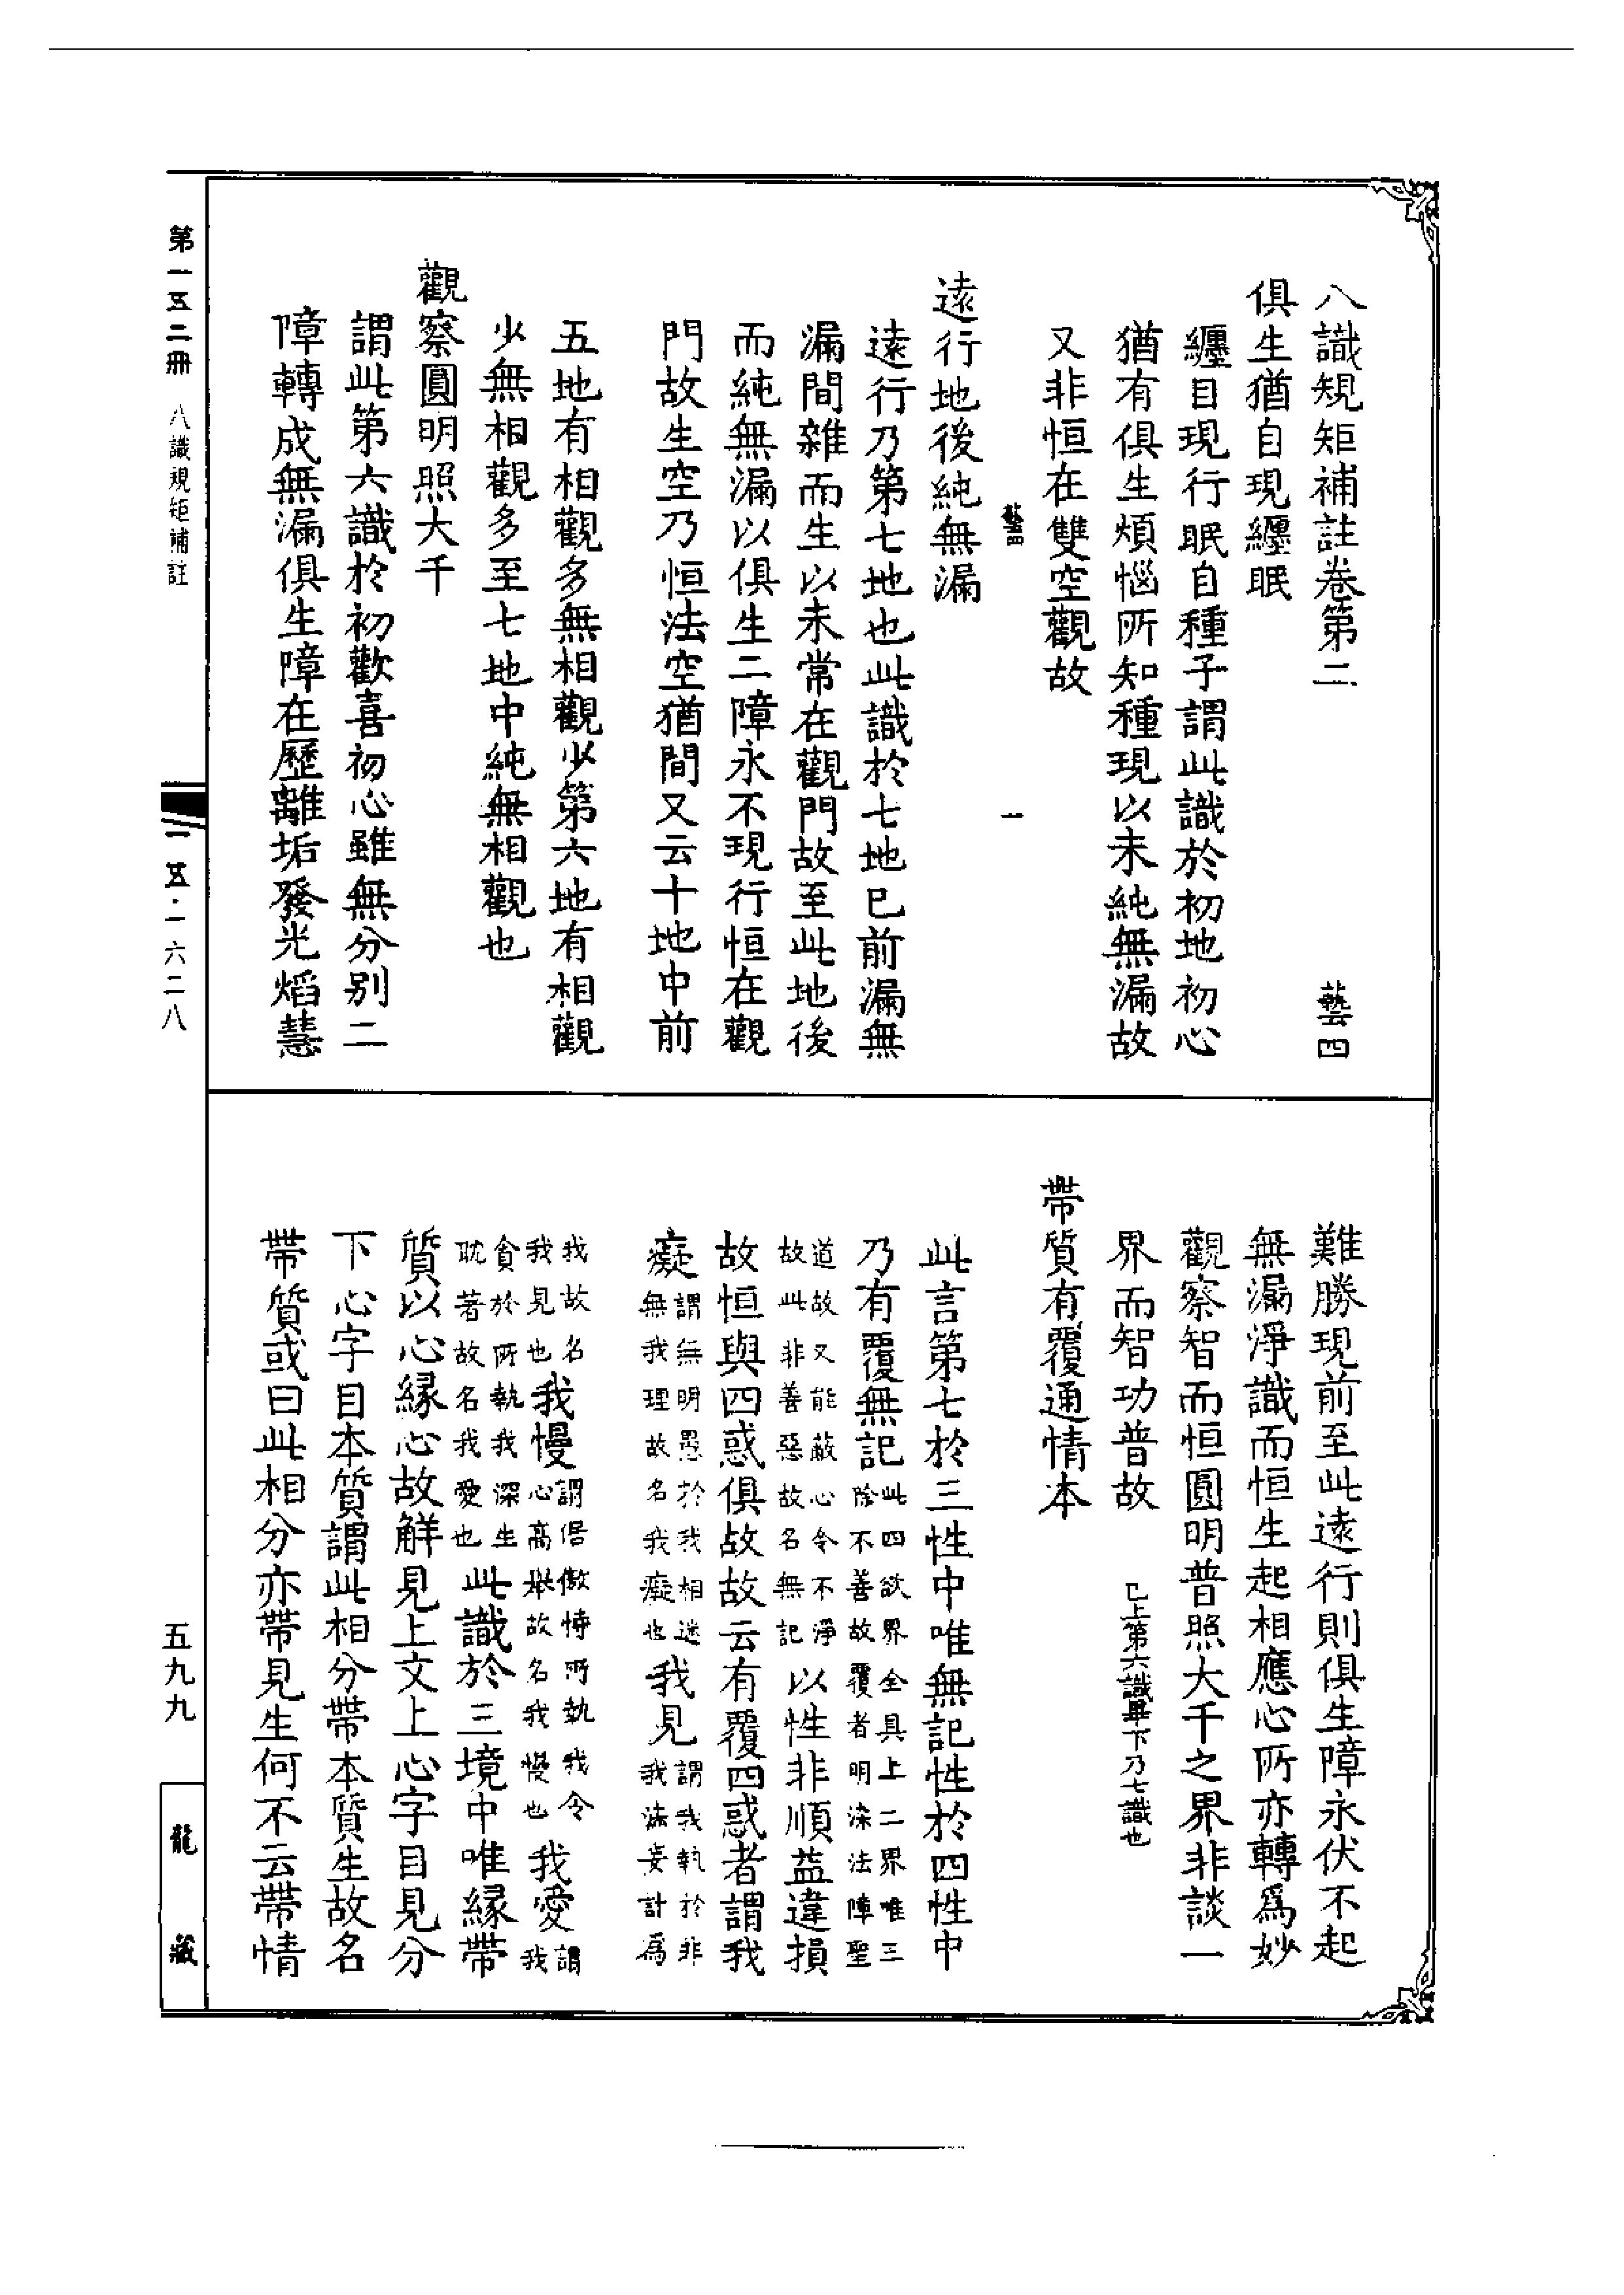 八識規矩補註卷第二　藝四
俱生猶自現纏眠
纏目現行眠自種子謂此識於初地初心
猶有俱生煩惱所知種現以未純無漏故
又非恒在雙空觀故
藝四　一
遠行地後純無漏
遠行乃第七地也此識於七地已前漏無
漏間雜而生以未常在觀門故至此地後
而純無漏以俱生二障永不現行恒在觀
門故生空乃恒法空猶間又云十地中前
五地有相觀多無相觀少第六地有相觀
少無相觀多至七地中純無相觀也
觀察圓明照大千
謂此第六識於初歡喜初心雖無分別二
障轉成無漏俱生障在歷離垢發光焰慧
難勝現前至此遠行則俱生障永伏不起
無漏淨識而恒生起相應心所亦轉爲妙
觀察智而恒圓明普照大千之界非談一
界而智功普故　已上第六識畢下乃七識也
帶質有覆通情本
此言第七於三性中唯無記性於四性中
乃有覆無記此四欲界全具上二界唯三
除不善故覆者明染法障聖
道故又能蔽心令不淨
故此非善惡故名無記以性非順益違損
故恒與四惑俱故故云有覆四惑者謂我
癡謂無明愚於我相迷
無我理故名我癡也我見謂我執於非
我法妄計爲
我故名
我見也我慢謂倨傲恃所執我令
心高舉故名我慢也我愛謂
我
貪於所執我深生
耽著故名我愛也此識於三境中唯緣帶
質以心緣心故解見上文上心字目見分
下心字目本質謂此相分帶本質生故名
帶質或曰此相分亦帶見生何不云帶情
第一五二冊　八識規矩補註
一五·一六二八
五九九
龍藏